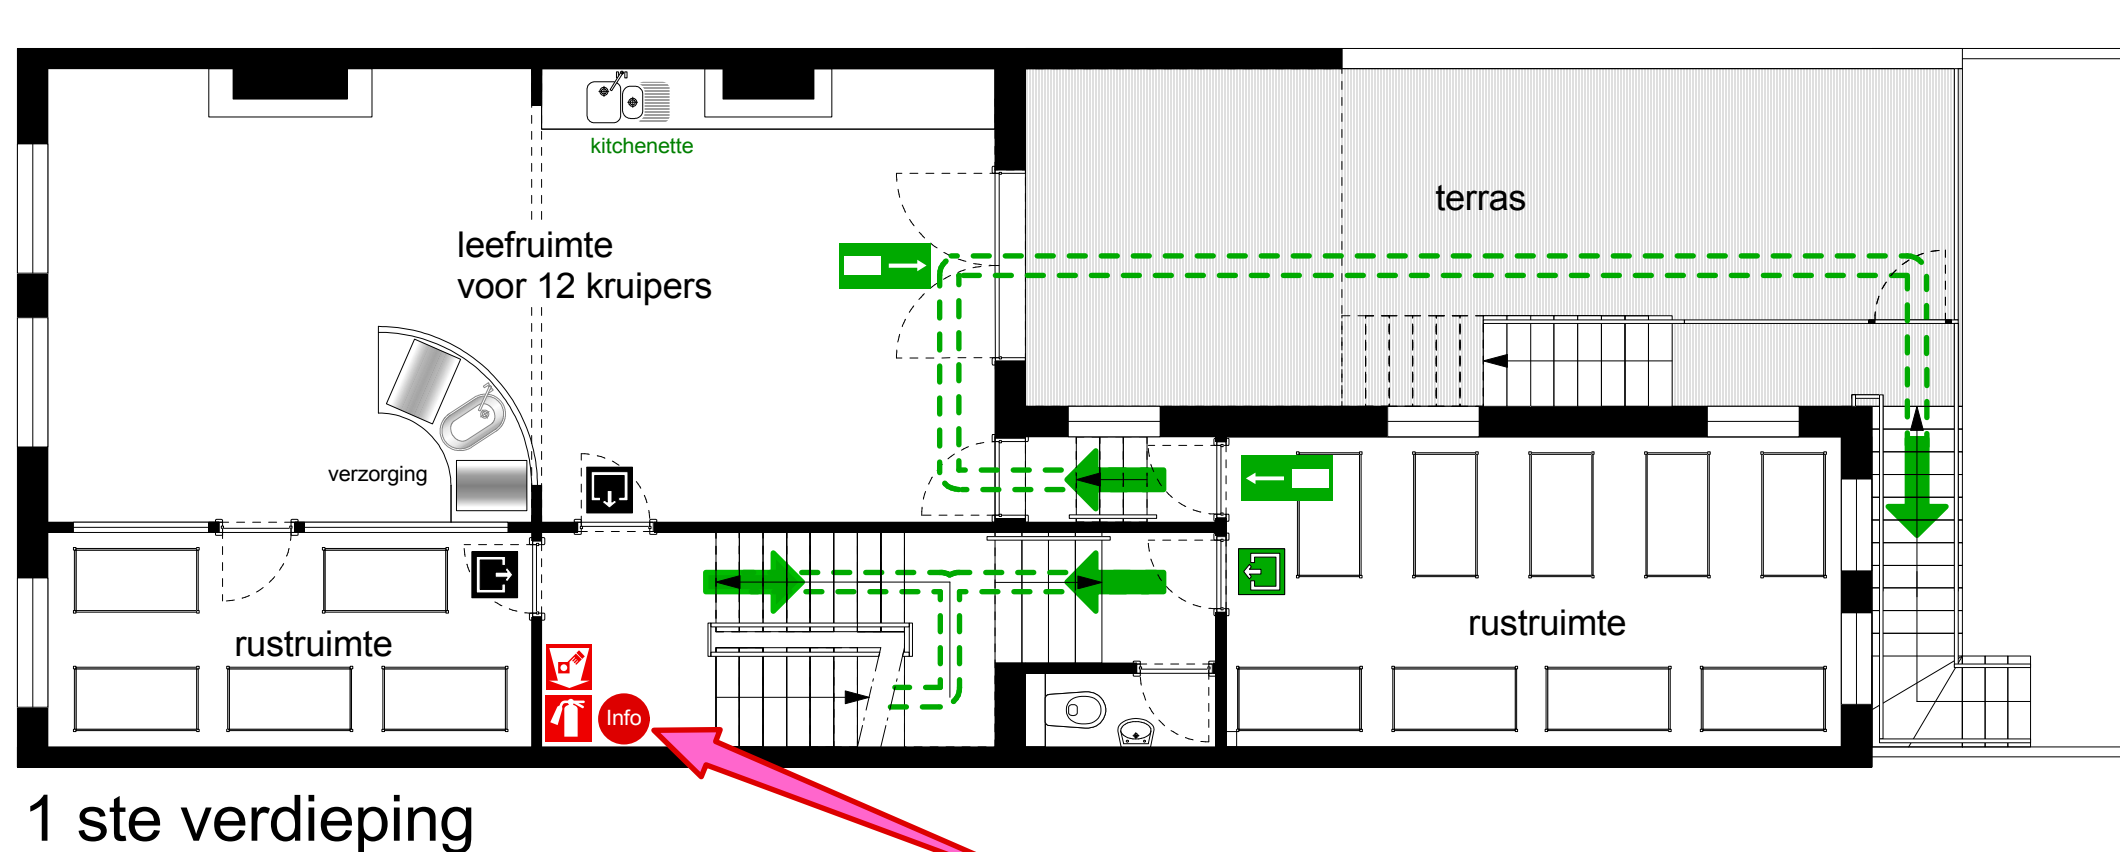 kitchenette
terras
leefruimte
voor 12 kruipers
verzorging
rustruimte
rustruimte
Info
1 ste verdieping